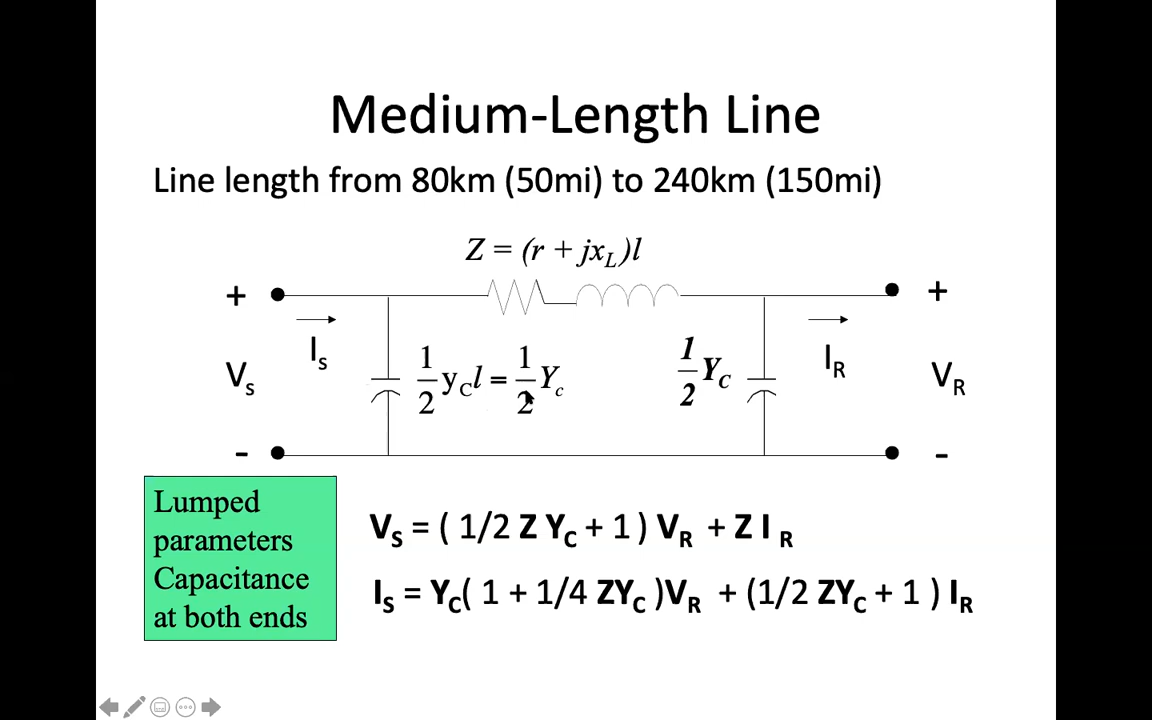 Medium-Length Line
Line length from 80km (50mi) to 240km (150mi)
Z = (r + jx_L)l
+
+
I_s
I_R
V_s
1/2 y_C l = 1/2 Y_c
1/2 Y_C
V_R
-
-
Lumped
parameters
Capacitance
at both ends
V_S = ( 1/2 Z Y_C + 1 ) V_R + Z I_R
I_S = Y_C( 1 + 1/4 ZY_C )V_R + (1/2 ZY_C + 1 ) I_R